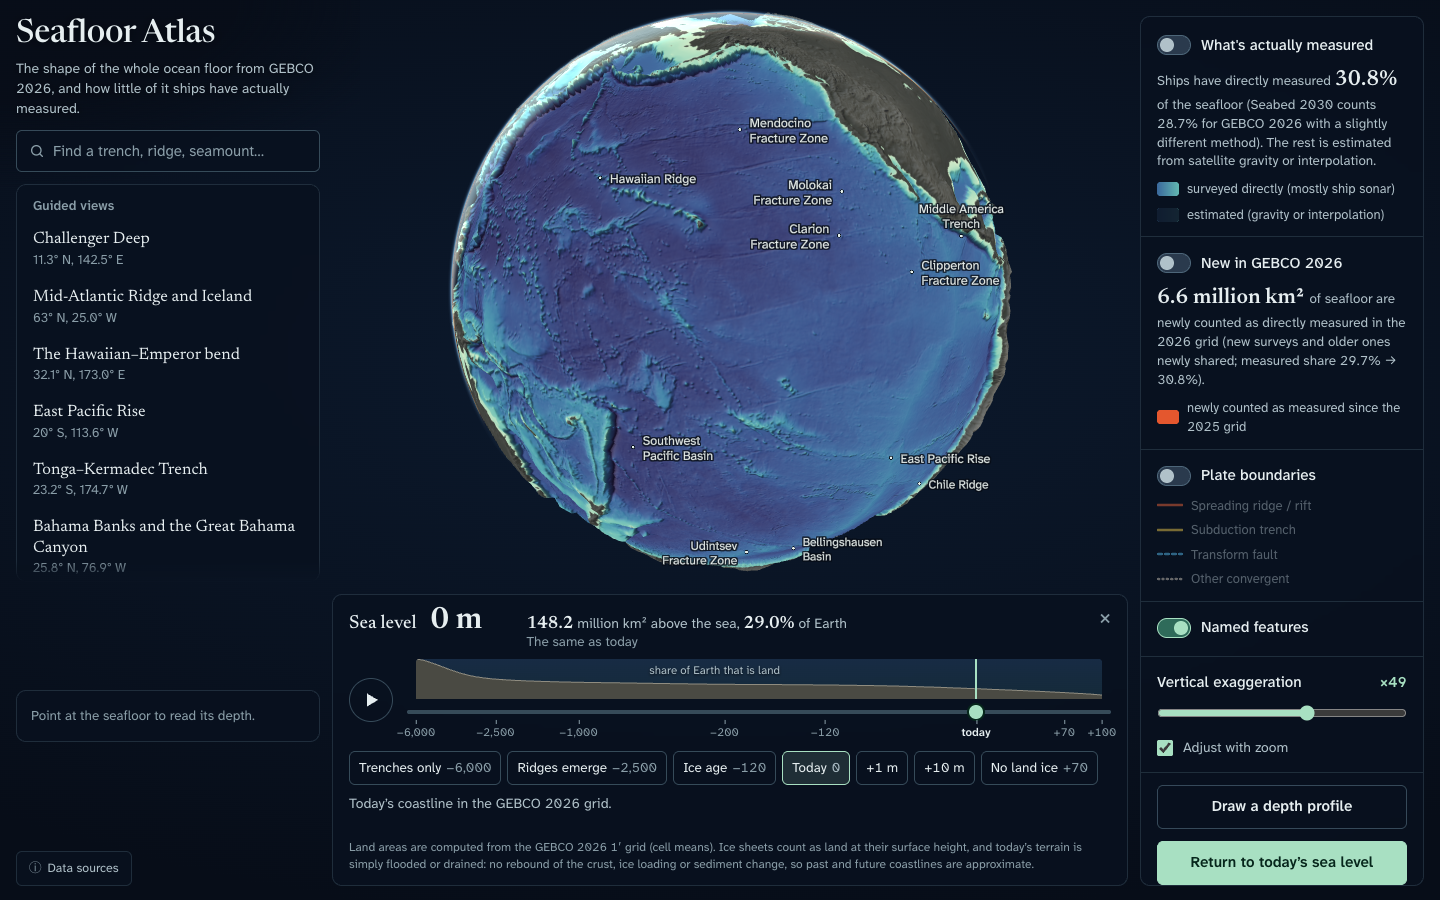 Seafloor Atlas
The shape of the whole ocean floor from GEBCO
2026, and how little of it ships have actually
measured.
Find a trench, ridge, seamount...
Guided views
Challenger Deep
11.3° N, 142.5° E
Mid-Atlantic Ridge and Iceland
63° N, 25.0° W
The Hawaiian–Emperor bend
32.1° N, 173.0° E
East Pacific Rise
20° S, 113.6° W
Tonga–Kermadec Trench
23.2° S, 174.7° W
Bahama Banks and the Great Bahama
Canyon
25.8° N, 76.9° W
Point at the seafloor to read its depth.
ⓘ Data sources
Mendocino
Fracture Zone
Hawaiian Ridge
Molokai
Fracture Zone
Middle America
Trench
Clarion
Fracture Zone
Clipperton
Fracture Zone
Southwest
Pacific Basin
East Pacific Rise
Chile Ridge
Udintsev
Fracture Zone
Bellingshausen
Basin
Sea level 0 m
148.2 million km² above the sea, 29.0% of Earth
The same as today
×
share of Earth that is land
−6,000 −2,500 −1,000 −200 −120 today +70 +100
Trenches only −6,000 Ridges emerge −2,500 Ice age −120 Today 0 +1 m +10 m No land ice +70
Today's coastline in the GEBCO 2026 grid.
Land areas are computed from the GEBCO 2026 1′ grid (cell means). Ice sheets count as land at their surface height, and today's terrain is
simply flooded or drained: no rebound of the crust, ice loading or sediment change, so past and future coastlines are approximate.
What's actually measured
Ships have directly measured 30.8%
of the seafloor (Seabed 2030 counts
28.7% for GEBCO 2026 with a slightly
different method). The rest is estimated
from satellite gravity or interpolation.
surveyed directly (mostly ship sonar)
estimated (gravity or interpolation)
New in GEBCO 2026
6.6 million km² of seafloor are
newly counted as directly measured in the
2026 grid (new surveys and older ones
newly shared; measured share 29.7% →
30.8%).
newly counted as measured since the
2025 grid
Plate boundaries
Spreading ridge / rift
Subduction trench
Transform fault
Other convergent
Named features
Vertical exaggeration ×49
Adjust with zoom
Draw a depth profile
Return to today's sea level